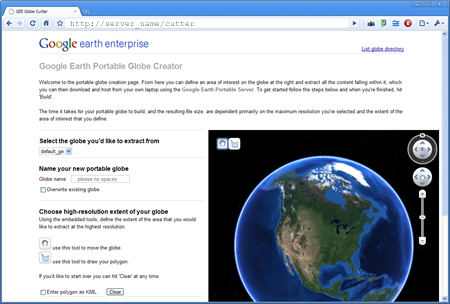 GEE Globe Cutter
http://server_name/cutter
Google earth enterprise
List globe directory
Google Earth Portable Globe Creator
Welcome to the portable globe creation page. From here you can define an area of interest on the globe at the right and extract all the content falling within it, which
you can then download and host from your own laptop using the Google Earth Portable Server. To get started follow the steps below and when you're finished, hit
'Build'.
The time it takes for your portable globe to build, and the resulting file size, are dependent primarily on the maximum resolution you've selected and the extent of the
area of interest that you define.
Select the globe you'd like to extract from
default_ge
Name your new portable globe
Globe name ...please no spaces
Overwrite existing globe.
Choose high-resolution extent of your globe
Using the embedded tools, define the extent of the area that you would
like to extract at the highest resolution.
use this tool to move the globe.
use this tool to draw your polygon.
If you'd like to start over you can hit 'Clear' at any time.
Enter polygon as KML Clear
N